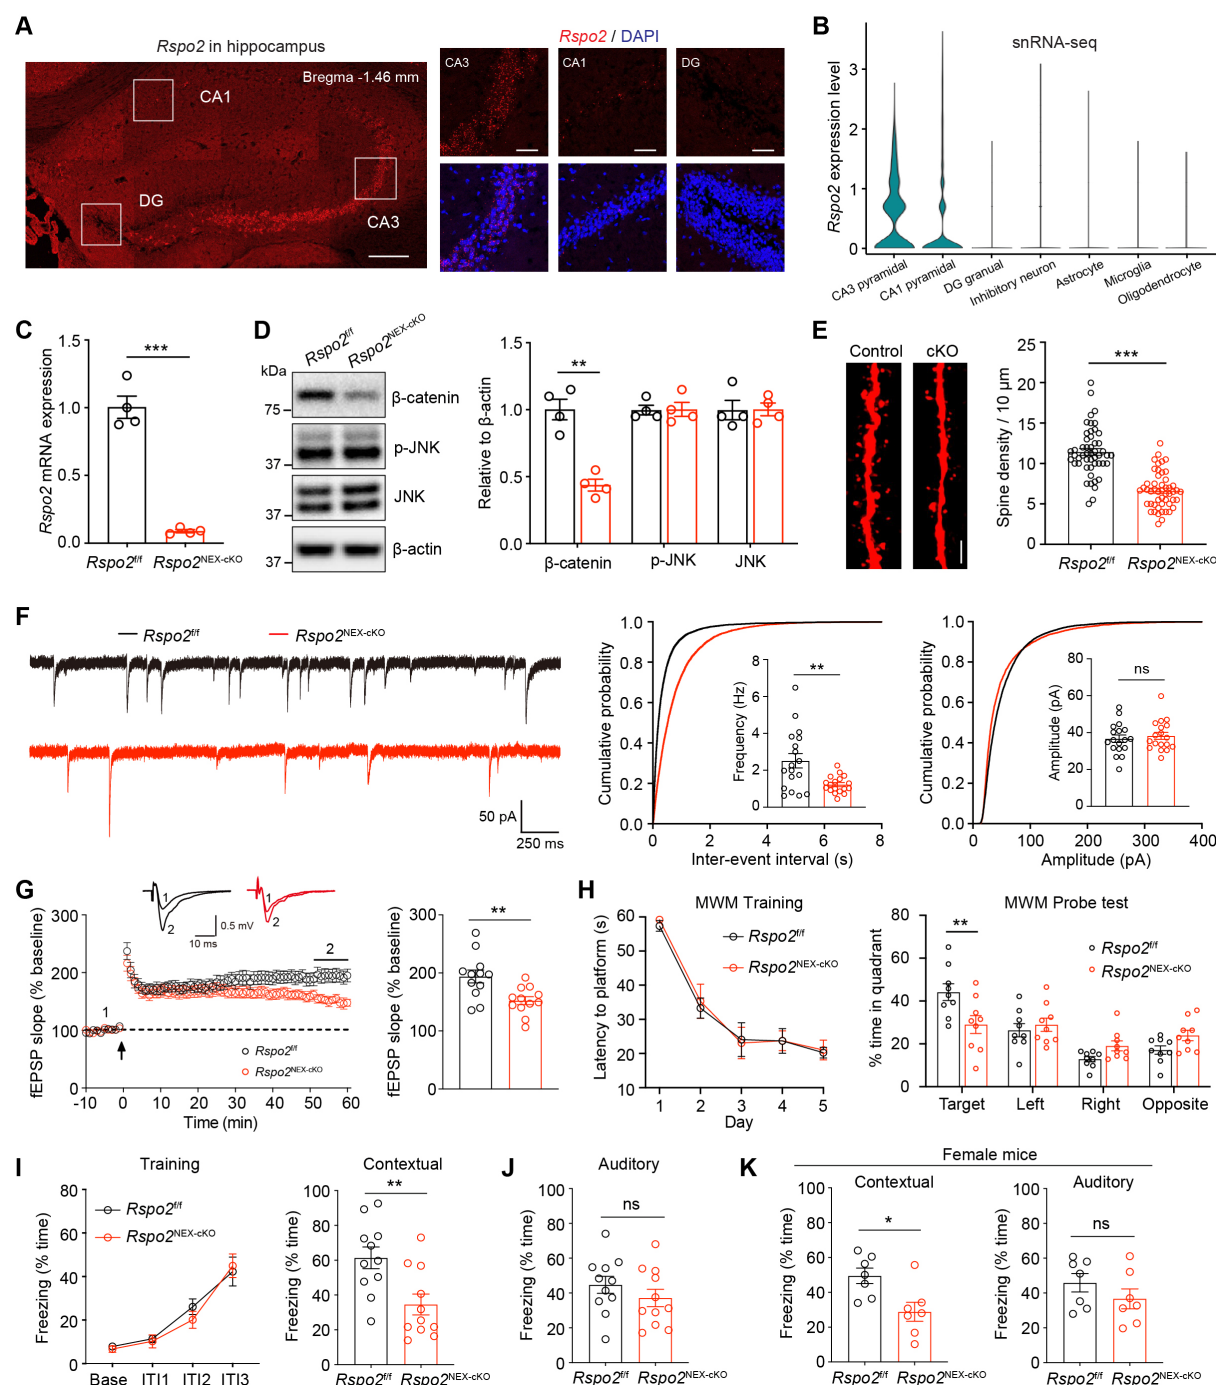 A
Rspo2 in hippocampus
Bregma -1.46 mm
CA1
DG
CA3
Rspo2 / DAPI
CA3
CA1
DG
B
snRNA-seq
Rspo2 expression level
3
2
1
0
CA3 pyramidal
CA1 pyramidal
DG granual
Inhibitory neuron
Astrocyte
Microglia
Oligodendrocyte
C
Rspo2 mRNA expression
1.5
1.0
0.5
0.0
***
Rspo2f/f
Rspo2NEX-cKO
D
Rspo2f/f
Rspo2NEX-cKO
kDa
75
37
37
37
β-catenin
p-JNK
JNK
β-actin
Relative to β-actin
1.5
1.0
0.5
0.0
**
β-catenin
p-JNK
JNK
E
Control
cKO
Spine density / 10 μm
25
20
15
10
5
0
***
Rspo2f/f
Rspo2NEX-cKO
F
Rspo2f/f
Rspo2NEX-cKO
50 pA
250 ms
Cumulative probability
1.0
0.8
0.6
0.4
0.2
0.0
0 2 4 6 8
Inter-event interval (s)
Frequency (Hz)
8
6
4
2
0
**
Cumulative probability
1.0
0.8
0.6
0.4
0.2
0.0
0 100 200 300 400
Amplitude (pA)
Amplitude (pA)
80
60
40
20
0
ns
G
fEPSP slope (% baseline)
300
200
100
0
1
2
0.5 mV
10 ms
1
2
1
2
Rspo2f/f
Rspo2NEX-cKO
-10 0 10 20 30 40 50 60
Time (min)
fEPSP slope (% baseline)
300
200
100
0
**
H
MWM Training
Latency to platform (s)
60
50
40
30
20
10
Rspo2f/f
Rspo2NEX-cKO
1 2 3 4 5
Day
MWM Probe test
% time in quadrant
80
60
40
20
0
**
Rspo2f/f
Rspo2NEX-cKO
Target
Left
Right
Opposite
I
Training
Freezing (% time)
80
60
40
20
0
Rspo2f/f
Rspo2NEX-cKO
Base ITI1 ITI2 ITI3
Contextual
Freezing (% time)
100
80
60
40
20
0
**
Rspo2f/f
Rspo2NEX-cKO
J
Auditory
Freezing (% time)
100
80
60
40
20
0
ns
Rspo2f/f
Rspo2NEX-cKO
K
Female mice
Contextual
Freezing (% time)
100
80
60
40
20
0
*
Rspo2f/f
Rspo2NEX-cKO
Auditory
Freezing (% time)
100
80
60
40
20
0
ns
Rspo2f/f
Rspo2NEX-cKO